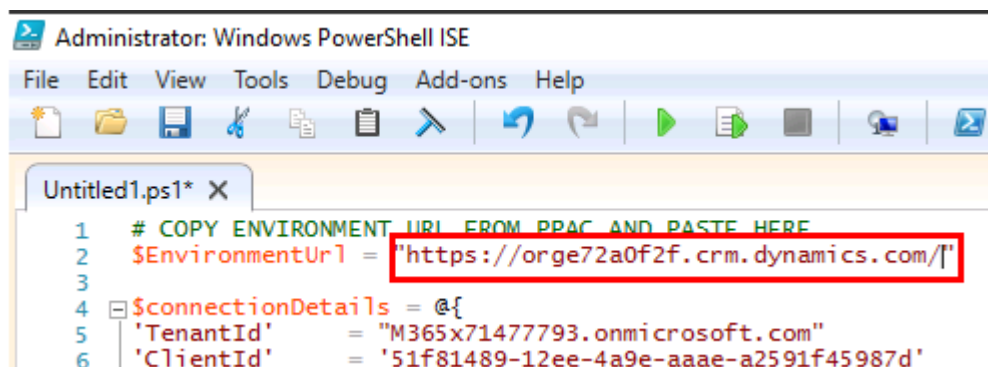 Administrator: Windows PowerShell ISE
File Edit View Tools Debug Add-ons Help
Untitled1.ps1* X
1 # COPY ENVIRONMENT URL FROM PPAC AND PASTE HERE
2 $EnvironmentUrl = "https://orge72a0f2f.crm.dynamics.com/"
3
4 $connectionDetails = @{
5 'TenantId' = "M365x71477793.onmicrosoft.com"
6 'ClientId' = '51f81489-12ee-4a9e-aaae-a2591f45987d'